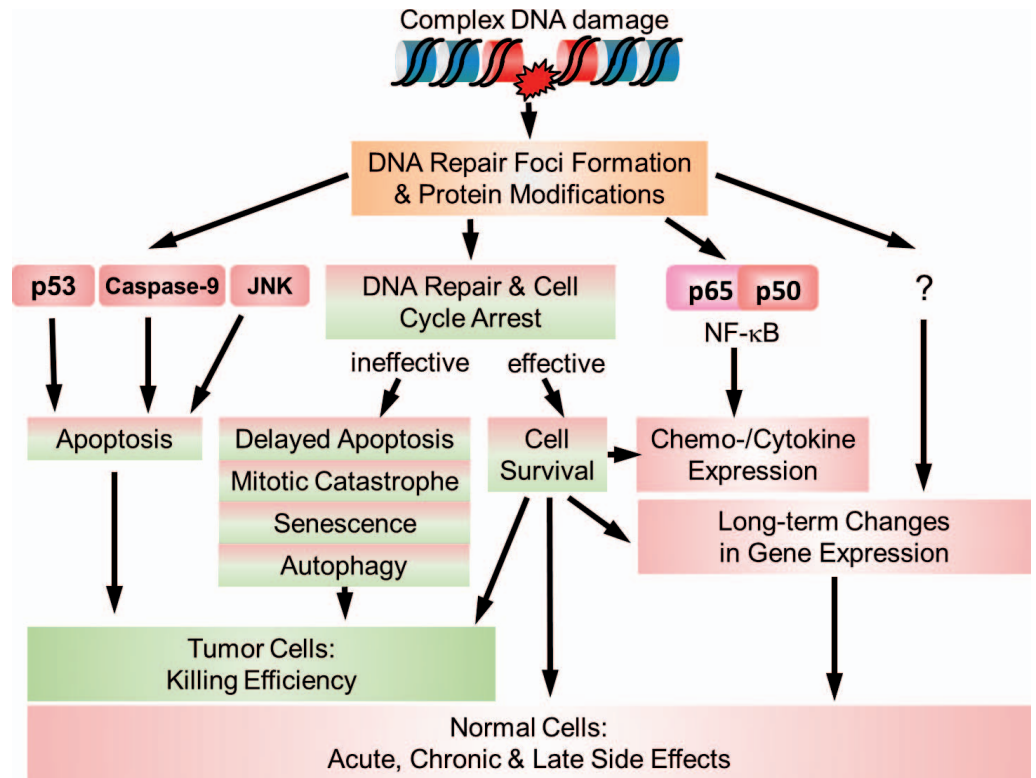 Complex DNA damage
DNA Repair Foci Formation
& Protein Modifications
p53
Caspase-9
JNK
DNA Repair & Cell
Cycle Arrest
p65
p50
NF-κB
?
ineffective
effective
Apoptosis
Delayed Apoptosis
Mitotic Catastrophe
Senescence
Autophagy
Cell
Survival
Chemo-/Cytokine
Expression
Long-term Changes
in Gene Expression
Tumor Cells:
Killing Efficiency
Normal Cells:
Acute, Chronic & Late Side Effects